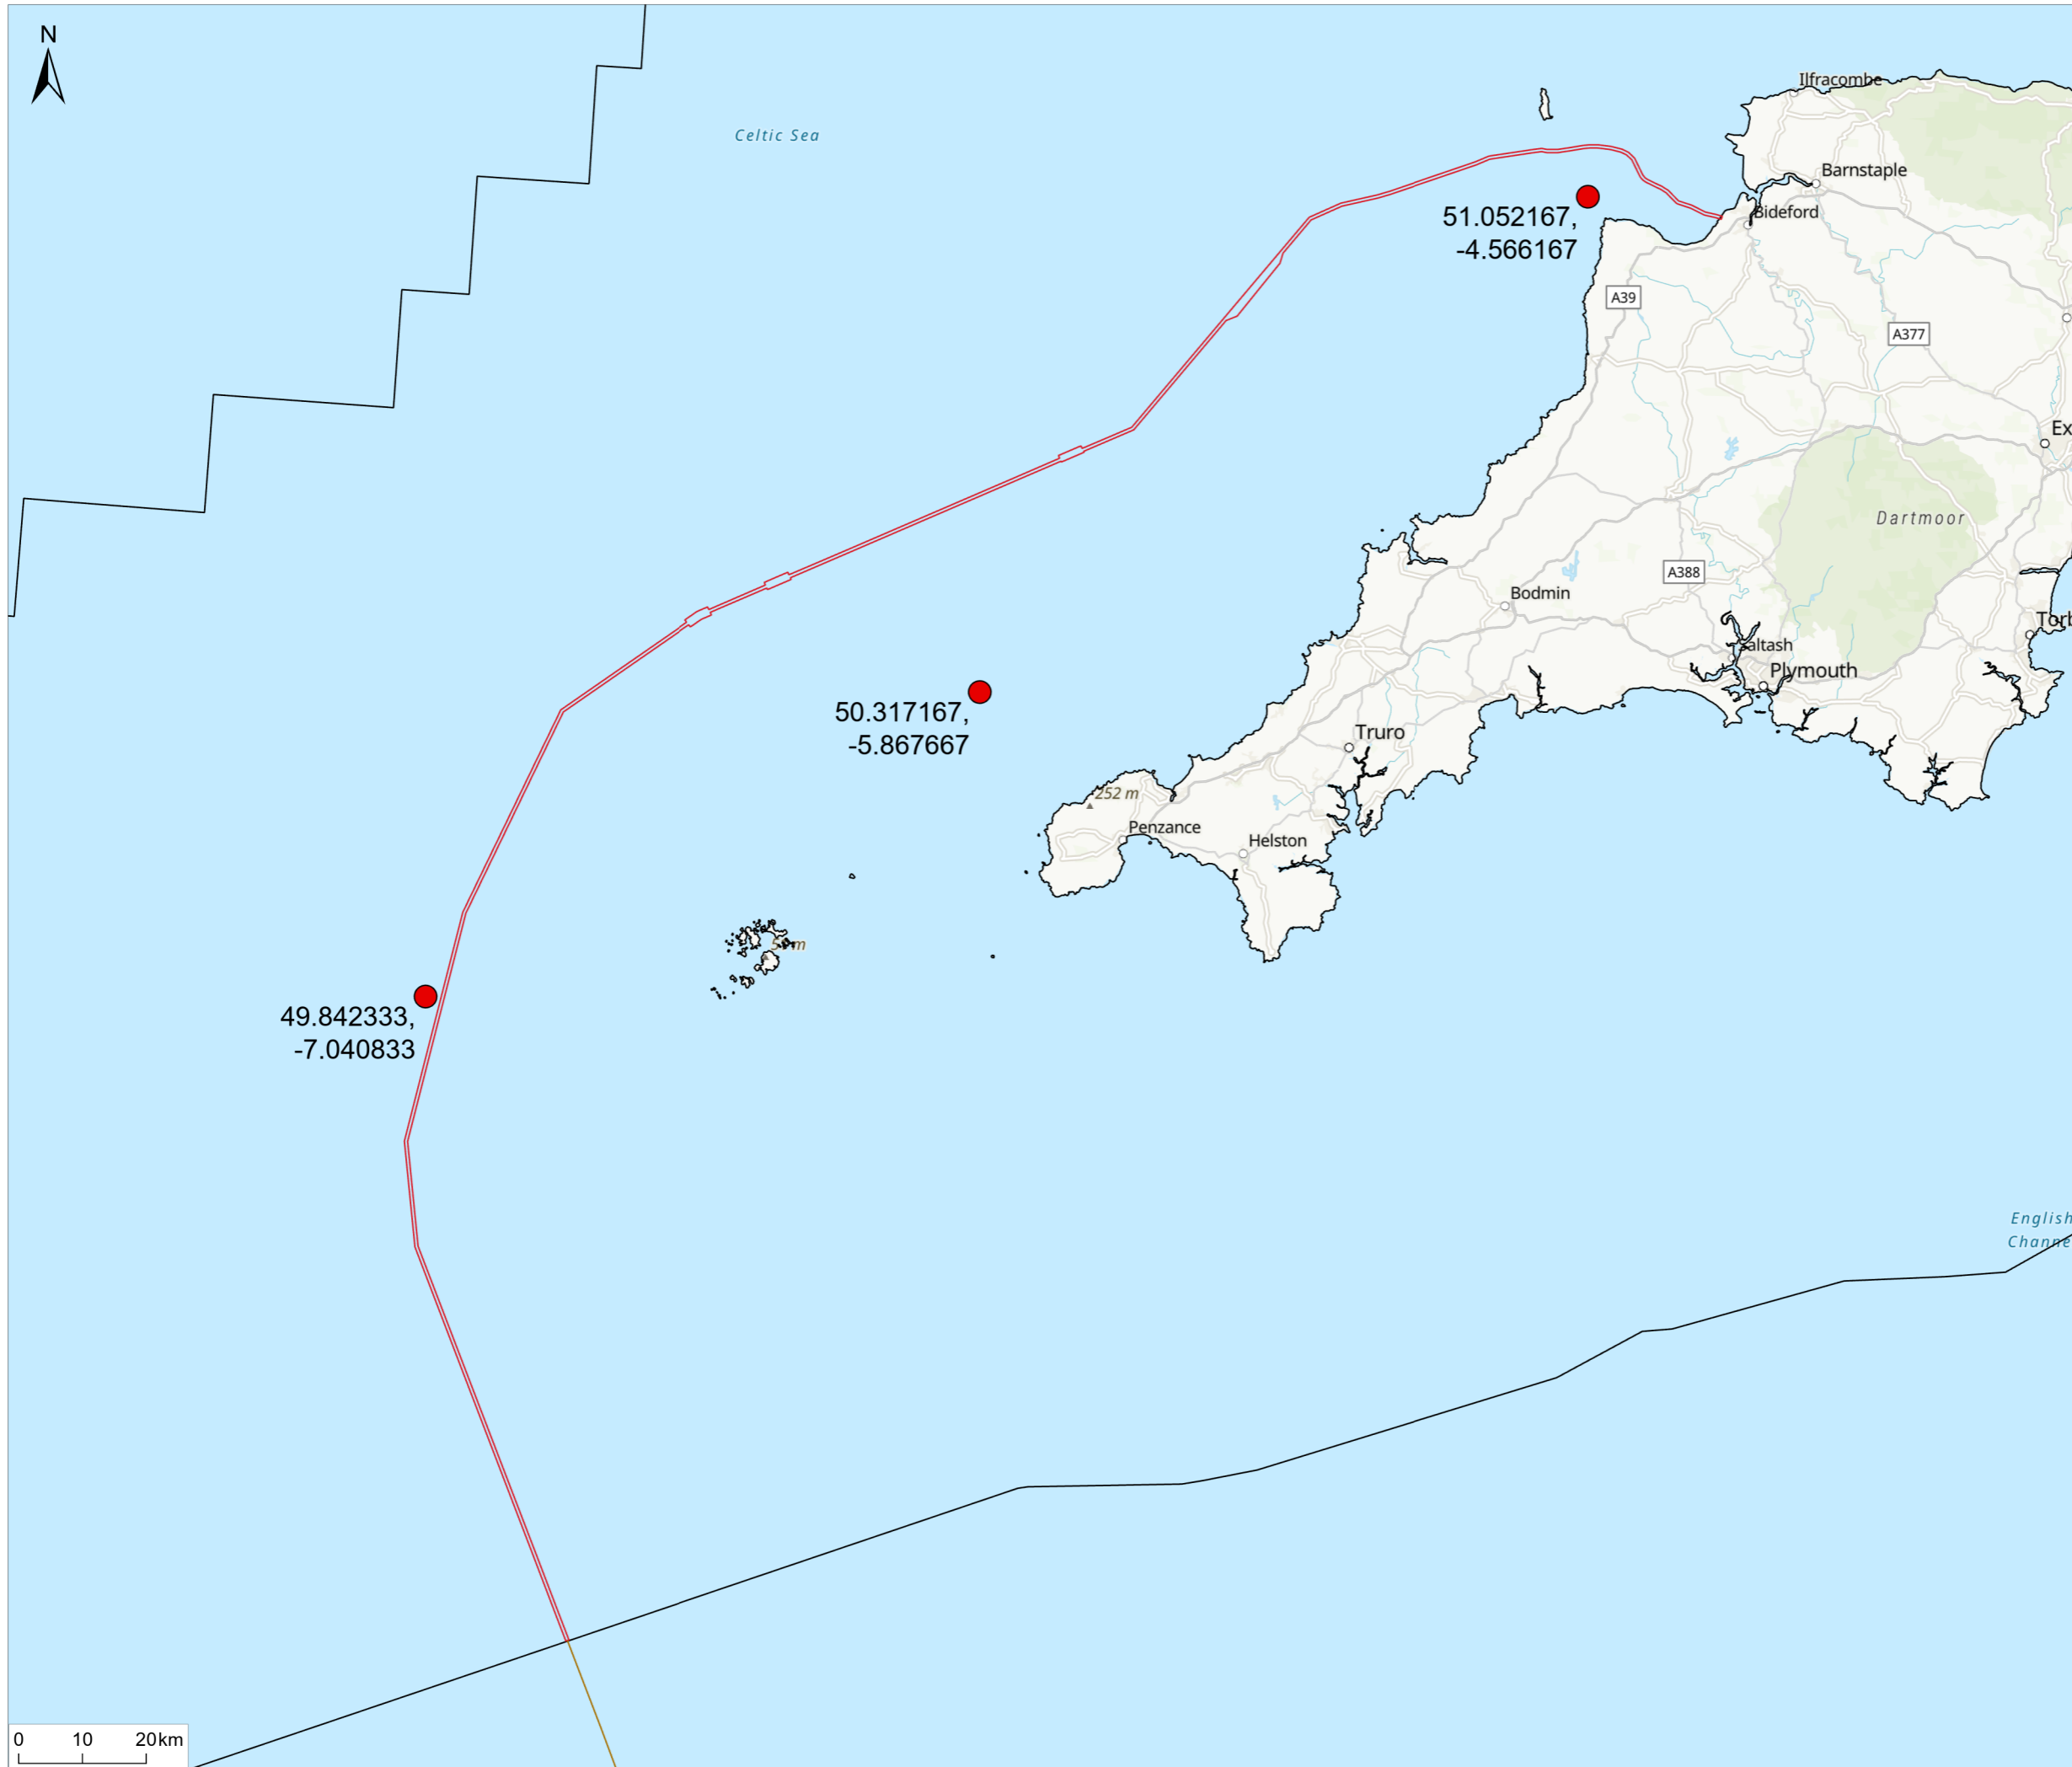 N
Ilfracombe
Celtic Sea
Barnstaple
Bideford
51.052167,
-4.566167
A39
A377
Ex
Dartmoor
A388
Bodmin
Torb
Saltash
Plymouth
50.317167,
-5.867667
Truro
252 m
Penzance
Helston
49.842333,
-7.040833
English
Channe
0 10 20km